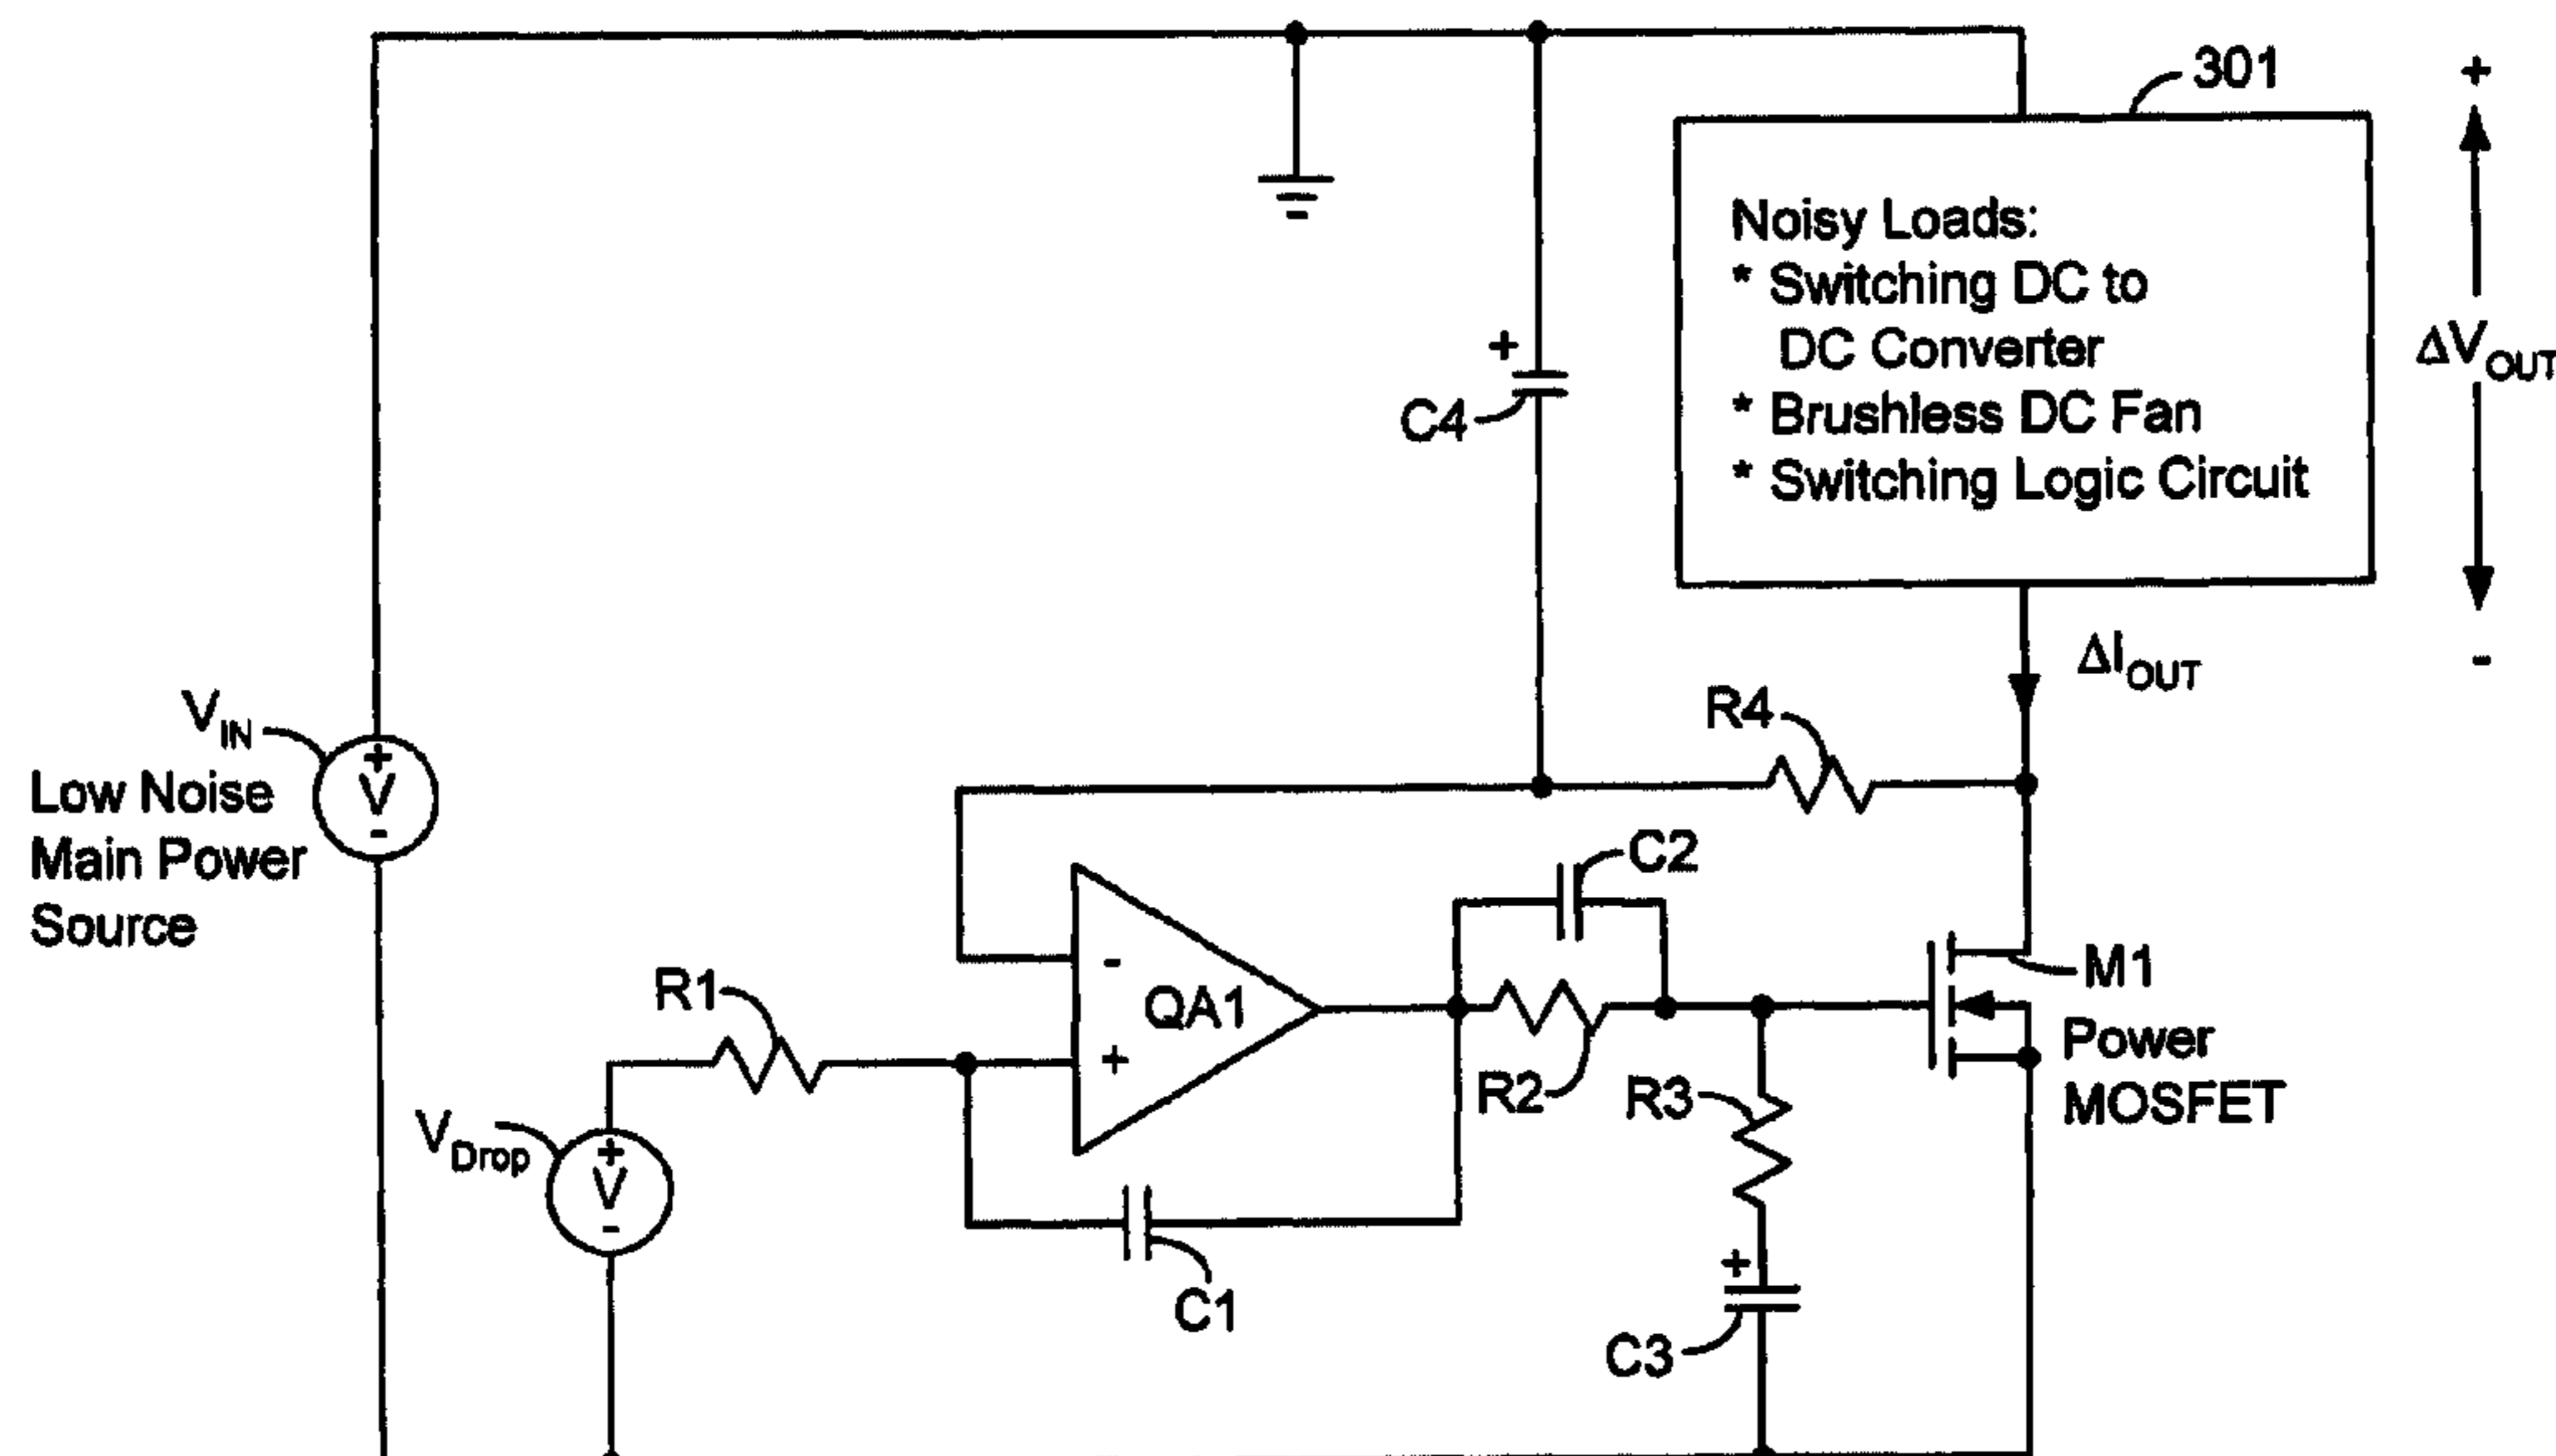 301
+
Noisy Loads:
* Switching DC to
DC Converter
* Brushless DC Fan
* Switching Logic Circuit
ΔV_OUT
-
+
C4
ΔI_OUT
R4
V_IN
Low Noise
Main Power
Source
+
V
-
C2
R1
-
QA1
+
M1
Power
MOSFET
R2
R3
V_Drop
+
V
-
C1
+
C3